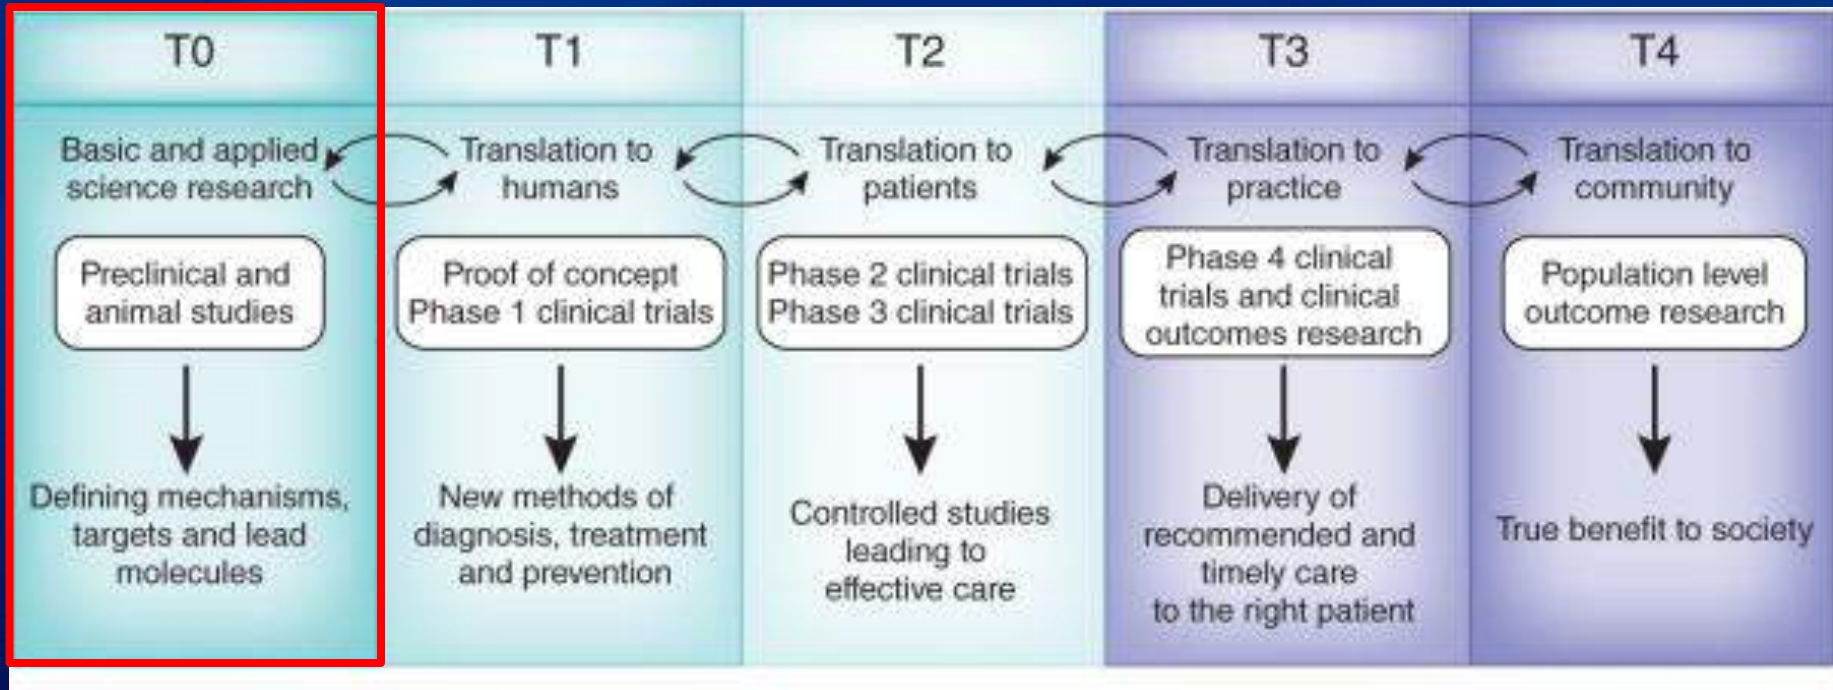 T0
Basic and applied
science research
Preclinical and
animal studies
Defining mechanisms,
targets and lead
molecules
T1
Translation to
humans
Proof of concept
Phase 1 clinical trials
New methods of
diagnosis, treatment
and prevention
T2
Translation to
patients
Phase 2 clinical trials
Phase 3 clinical trials
Controlled studies
leading to
effective care
T3
Translation to
practice
Phase 4 clinical
trials and clinical
outcomes research
Delivery of
recommended and
timely care
to the right patient
T4
Translation to
community
Population level
outcome research
True benefit to society